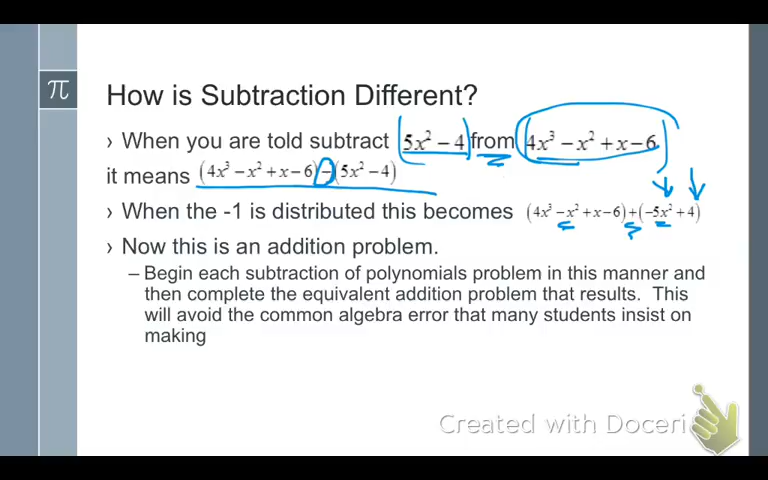 π
How is Subtraction Different?
› When you are told subtract (5x² − 4) from (4x³ − x² + x − 6)
it means (4x³ − x² + x − 6) − (5x² − 4)
› When the -1 is distributed this becomes (4x³ − x² + x − 6) + (−5x² + 4)
› Now this is an addition problem.
– Begin each subtraction of polynomials problem in this manner and
then complete the equivalent addition problem that results. This
will avoid the common algebra error that many students insist on
making
Created with Doceri